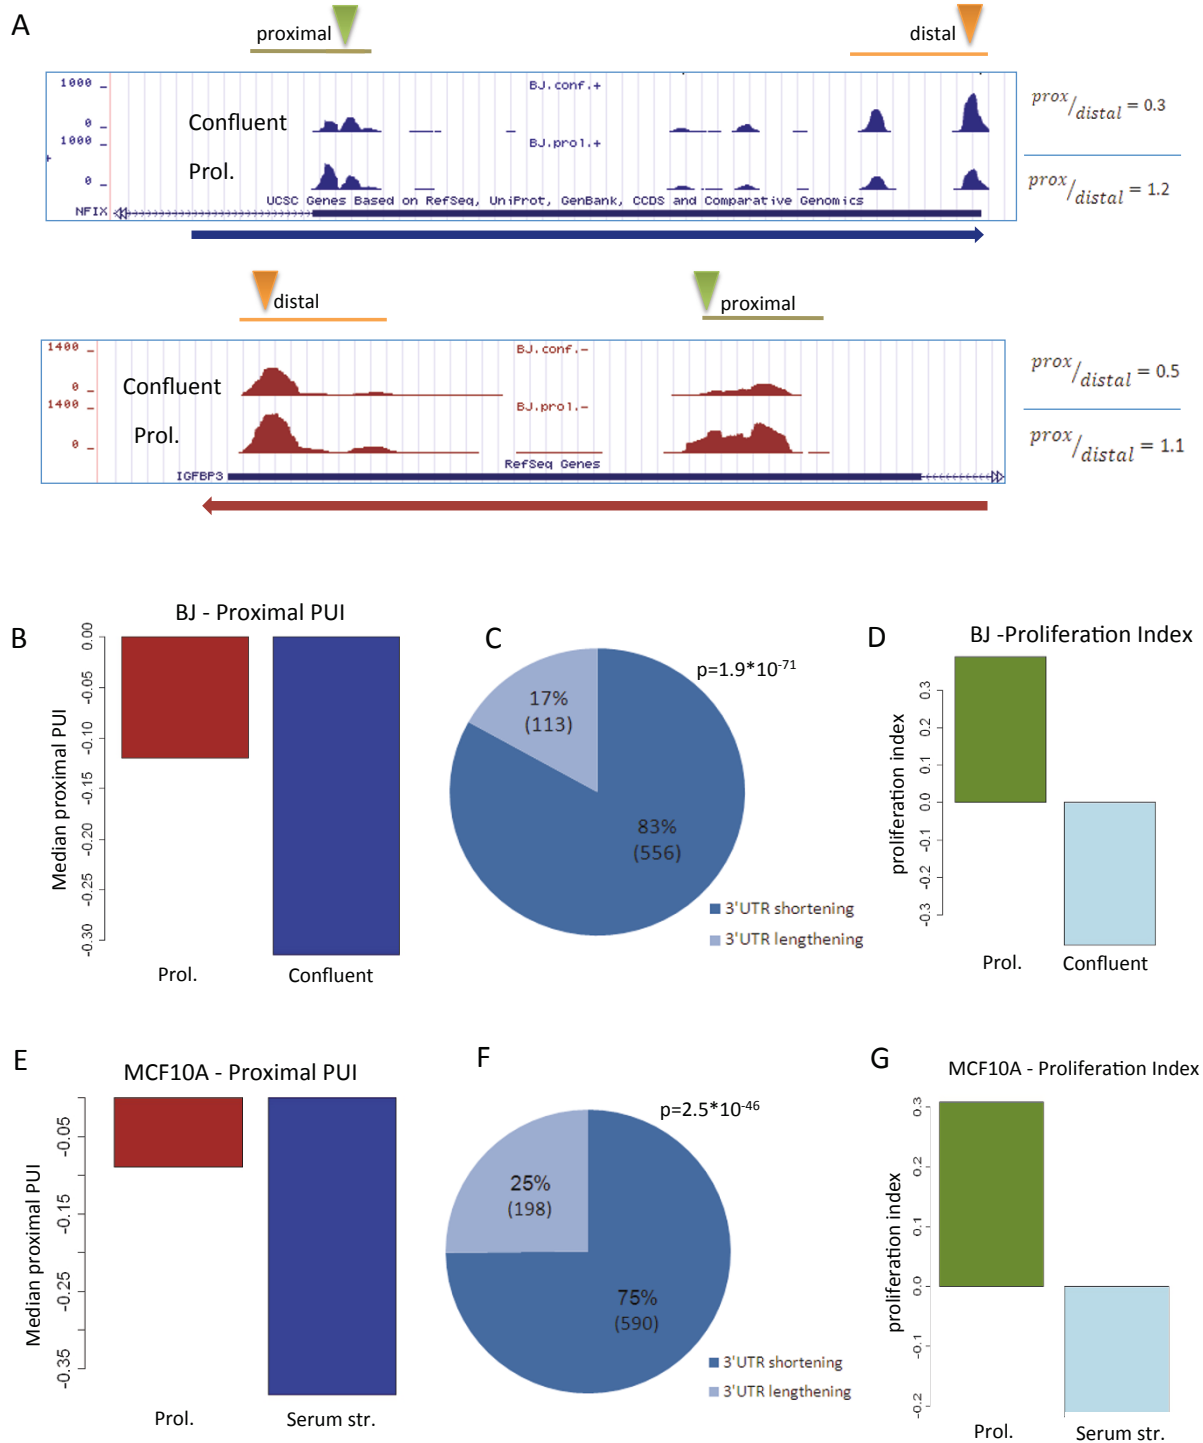 A
proximal
distal
1000
BJ.conf.+
Confluent
0
1000
BJ.prol.+
Prol.
0
UCSC Genes Based on RefSeq, UniProt, GenBank, CCDS and Comparative Genomics
NFIX
prox/distal = 0.3
prox/distal = 1.2
distal
proximal
1400
BJ.conf.-
Confluent
0
1400
BJ.prol.-
Prol.
0
RefSeq Genes
IGFBP3
prox/distal = 0.5
prox/distal = 1.1
B
BJ - Proximal PUI
Median proximal PUI
0.00
-0.05
-0.10
-0.15
-0.20
-0.25
-0.30
Prol.
Confluent
C
p=1.9*10-71
17%
(113)
83%
(556)
3'UTR shortening
3'UTR lengthening
D
BJ -Proliferation Index
proliferation index
0.3
0.2
0.1
0.0
-0.1
-0.2
-0.3
Prol.
Confluent
E
MCF10A - Proximal PUI
Median proximal PUI
-0.05
-0.15
-0.25
-0.35
Prol.
Serum str.
F
p=2.5*10-46
25%
(198)
75%
(590)
3'UTR shortening
3'UTR lengthening
G
MCF10A - Proliferation Index
proliferation index
0.3
0.2
0.1
0.0
-0.1
-0.2
Prol.
Serum str.